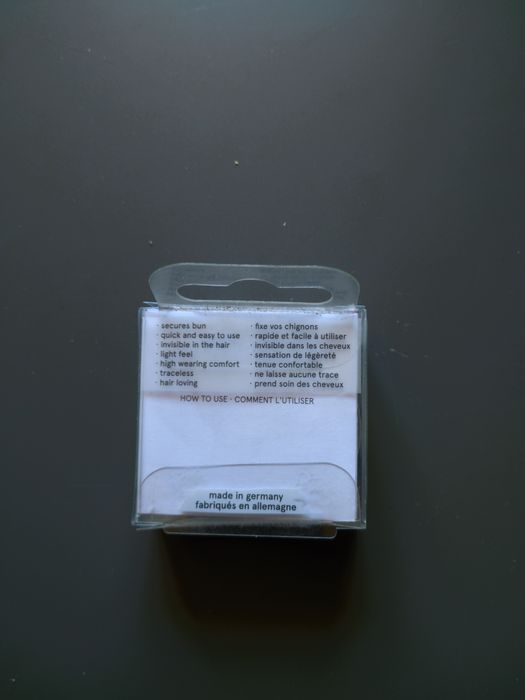 · secures bun
· quick and easy to use
· invisible in the hair
· light feel
· high wearing comfort
· traceless
· hair loving
· fixe vos chignons
· rapide et facile à utiliser
· invisible dans les cheveux
· sensation de légèreté
· tenue confortable
· ne laisse aucune trace
· prend soin des cheveux
HOW TO USE - COMMENT L'UTILISER
made in germany
fabriqués en allemagne